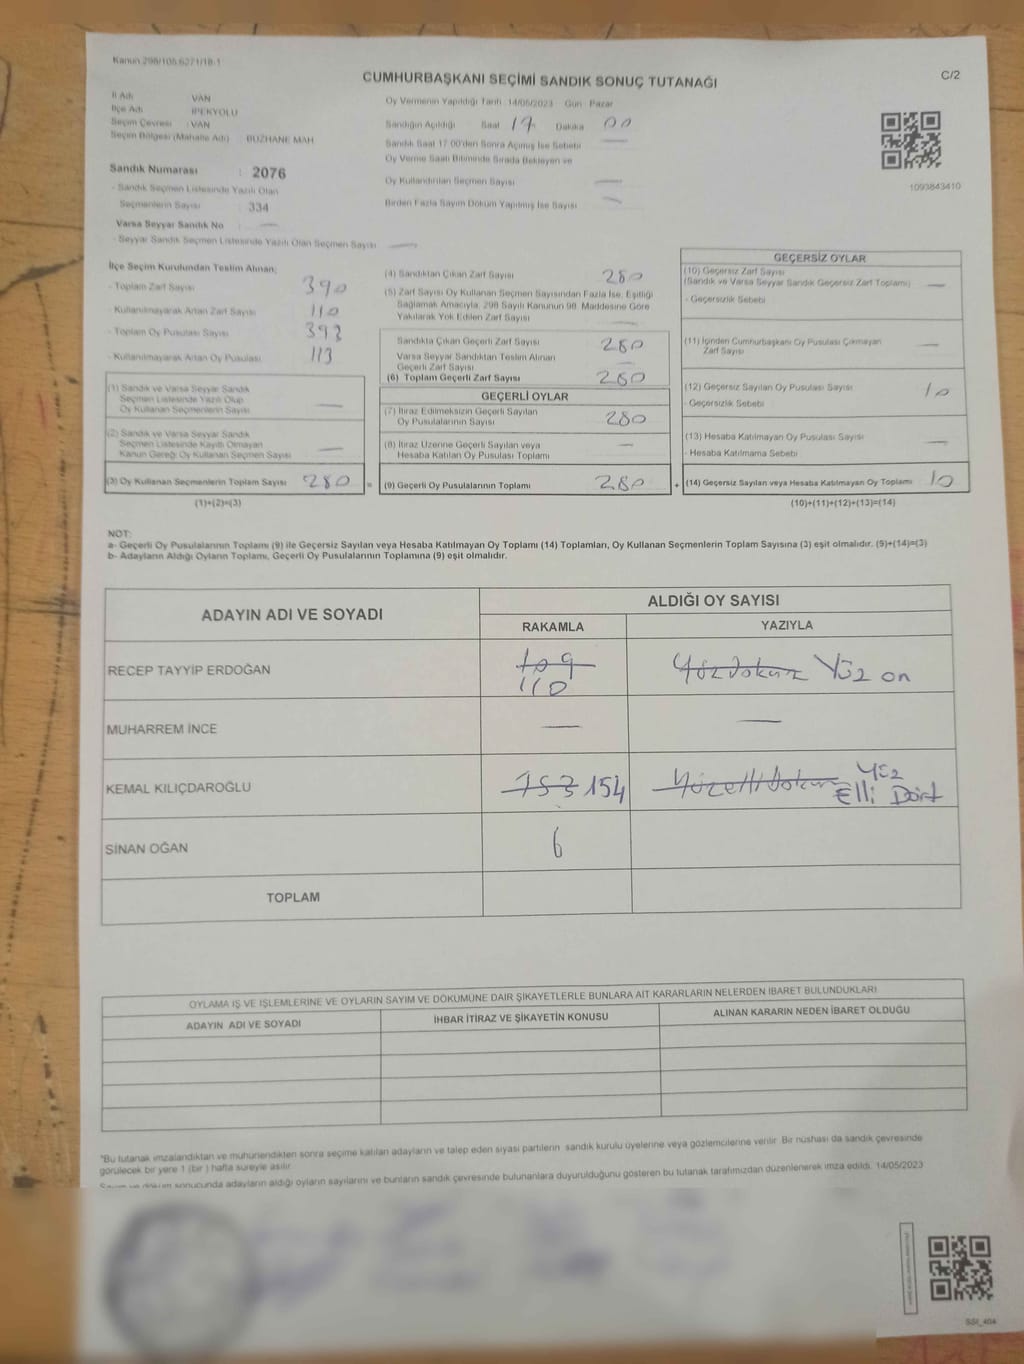 Kanun 298/105.6271/18-1
C/2
CUMHURBAŞKANI SEÇİMİ SANDIK SONUÇ TUTANAĞI
İl Adı : VAN
İlçe Adı : İPEKYOLU
Seçim Çevresi : VAN
Seçim Bölgesi (Mahalle Adı) : BUZHANE MAH
Sandık Numarası : 2076
- Sandık Seçmen Listesinde Yazılı Olan
Seçmenlerin Sayısı : 334
Varsa Seyyar Sandık No : —
- Seyyar Sandık Seçmen Listesinde Yazılı Olan Seçmen Sayısı —
Oy Vermenin Yapıldığı Tarih : 14/05/2023 Gün : Pazar
Sandığın Açıldığı Saat 17 Dakika 00
Sandık Saat 17:00'den Sonra Açılmış İse Sebebi —
Oy Verme Saati Bitiminde Sırada Bekleyen ve
Oy Kullandırılan Seçmen Sayısı —
Birden Fazla Sayım Döküm Yapılmış İse Sayısı —
1093843410
İlçe Seçim Kurulundan Teslim Alınan;
- Toplam Zarf Sayısı 390
- Kullanılmayarak Artan Zarf Sayısı 110
- Toplam Oy Pusulası Sayısı 393
- Kullanılmayarak Artan Oy Pusulası 113
(1) Sandık ve Varsa Seyyar Sandık
Seçmen Listesinde Yazılı Olup
Oy Kullanan Seçmenlerin Sayısı —
(2) Sandık ve Varsa Seyyar Sandık
Seçmen Listesinde Kayıtlı Olmayan
Kanun Gereği Oy Kullanan Seçmen Sayısı —
(3) Oy Kullanan Seçmenlerin Toplam Sayısı 280 =
(1)+(2)=(3)
(4) Sandıktan Çıkan Zarf Sayısı 280
(5) Zarf Sayısı Oy Kullanan Seçmen Sayısından Fazla İse, Eşitliği
Sağlamak Amacıyla, 298 Sayılı Kanunun 98. Maddesine Göre
Yakılarak Yok Edilen Zarf Sayısı —
Sandıkta Çıkan Geçerli Zarf Sayısı 280
Varsa Seyyar Sandıktan Teslim Alınan
Geçerli Zarf Sayısı —
(6) Toplam Geçerli Zarf Sayısı 280
GEÇERLİ OYLAR
(7) İtiraz Edilmeksizin Geçerli Sayılan
Oy Pusulalarının Sayısı 280
(8) İtiraz Üzerine Geçerli Sayılan veya
Hesaba Katılan Oy Pusulası Toplamı —
(9) Geçerli Oy Pusulalarının Toplamı 280 +
GEÇERSİZ OYLAR
(10) Geçersiz Zarf Sayısı
(Sandık ve Varsa Seyyar Sandık Geçersiz Zarf Toplamı) —
- Geçersizlik Sebebi
(11) İçinden Cumhurbaşkanı Oy Pusulası Çıkmayan
Zarf Sayısı —
(12) Geçersiz Sayılan Oy Pusulası Sayısı 10
- Geçersizlik Sebebi
(13) Hesaba Katılmayan Oy Pusulası Sayısı —
- Hesaba Katılmama Sebebi
(14) Geçersiz Sayılan veya Hesaba Katılmayan Oy Toplamı 10
(10)+(11)+(12)+(13)=(14)
NOT:
a- Geçerli Oy Pusulalarının Toplamı (9) ile Geçersiz Sayılan veya Hesaba Katılmayan Oy Toplamı (14) Toplamları, Oy Kullanan Seçmenlerin Toplam Sayısına (3) eşit olmalıdır. (9)+(14)=(3)
b- Adayların Aldığı Oyların Toplamı, Geçerli Oy Pusulalarının Toplamına (9) eşit olmalıdır.
ADAYIN ADI VE SOYADI
ALDIĞI OY SAYISI
RAKAMLA YAZIYLA
RECEP TAYYİP ERDOĞAN 109 110 Yüzdokuz Yüz on
MUHARREM İNCE — —
KEMAL KILIÇDAROĞLU 153 154 Yüz Elli Dört
SİNAN OĞAN 6
TOPLAM
OYLAMA İŞ VE İŞLEMLERİNE VE OYLARIN SAYIM VE DÖKÜMÜNE DAİR ŞİKAYETLERLE BUNLARA AİT KARARLARIN NELERDEN İBARET BULUNDUKLARI
ADAYIN ADI VE SOYADI İHBAR İTİRAZ VE ŞİKAYETİN KONUSU ALINAN KARARIN NEDEN İBARET OLDUĞU
*Bu tutanak imzalandıktan ve mühürlendikten sonra seçime katılan adayların ve talep eden siyasi partilerin sandık kurulu üyelerine veya gözlemcilerine verilir. Bir nüshası da sandık çevresinde
görülecek bir yere 1 (bir ) hafta süreyle asılır.
Sayım ve döküm sonucunda adayların aldığı oyların sayılarını ve bunların sandık çevresinde bulunanlara duyurulduğunu gösteren bu tutanak tarafımızdan düzenlenerek imza edildi. 14/05/2023
SSI_404